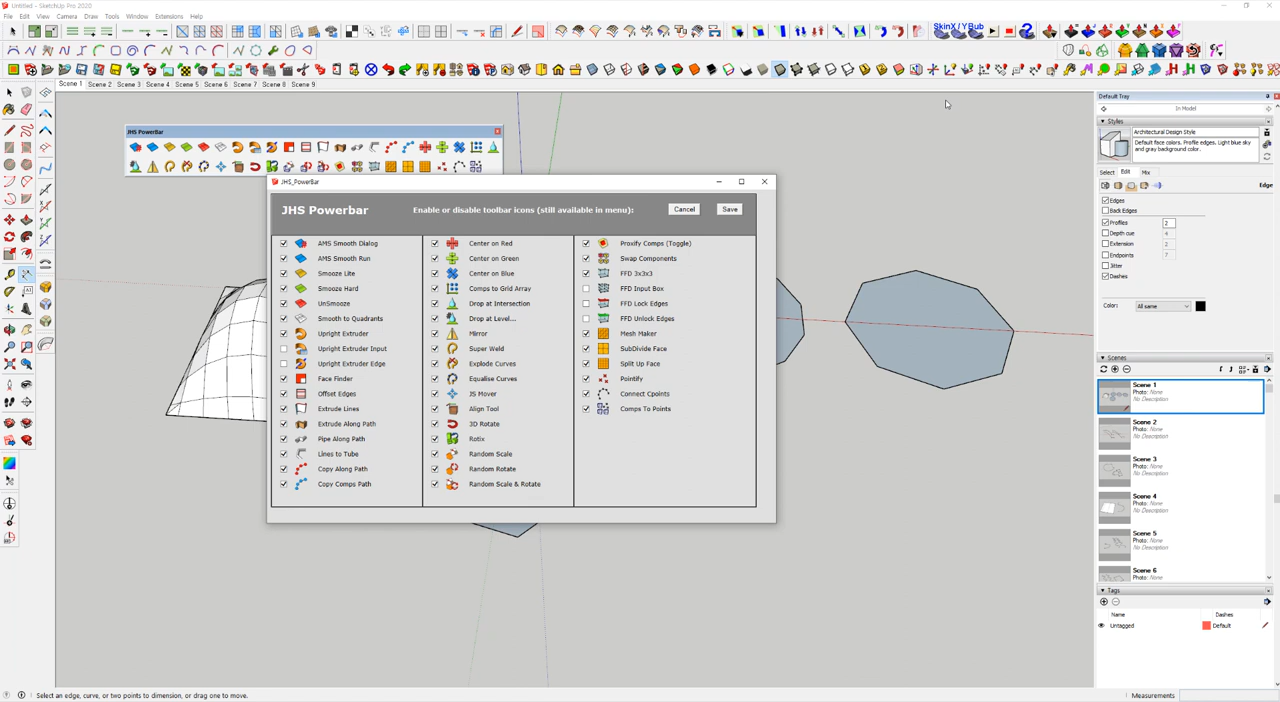 Untitled - SketchUp Pro 2020
File Edit View Camera Draw Tools Window Extensions Help
SkinX/YBub
Scene 1 Scene 2 Scene 3 Scene 4 Scene 5 Scene 6 Scene 7 Scene 8 Scene 9
JHS PowerBar
JHS_PowerBar
JHS Powerbar
Enable or disable toolbar icons (still available in menu):
Cancel
Save
AMS Smooth Dialog
AMS Smooth Run
Smooze Lite
Smooze Hard
UnSmooze
Smooth to Quadrants
Upright Extruder
Upright Extruder Input
Upright Extruder Edge
Face Finder
Offset Edges
Extrude Lines
Extrude Along Path
Pipe Along Path
Lines to Tube
Copy Along Path
Copy Comps Path
Center on Red
Center on Green
Center on Blue
Comps to Grid Array
Drop at Intersection
Drop at Level...
Mirror
Super Weld
Explode Curves
Equalise Curves
JS Mover
Align Tool
3D Rotate
Rotix
Random Scale
Random Rotate
Random Scale & Rotate
Proxify Comps (Toggle)
Swap Components
FFD 3x3x3
FFD Input Box
FFD Lock Edges
FFD Unlock Edges
Mesh Maker
SubDivide Face
Split Up Face
Pointify
Connect Cpoints
Comps To Points
Default Tray
In Model
Styles
Architectural Design Style
Default face colors. Profile edges. Light blue sky and gray background color.
Select Edit Mix
Edge
Edges
Back Edges
Profiles 2
Depth cue 4
Extension 2
Endpoints 7
Jitter
Dashes
Color: All same
Scenes
Scene 1
Photo: None
No Description
Scene 2
Photo: None
No Description
Scene 3
Photo: None
No Description
Scene 4
Photo: None
No Description
Scene 5
Photo: None
No Description
Scene 6
Photo: None
Tags
Name Dashes
Untagged Default
Select an edge, curve, or two points to dimension, or drag one to move.
Measurements